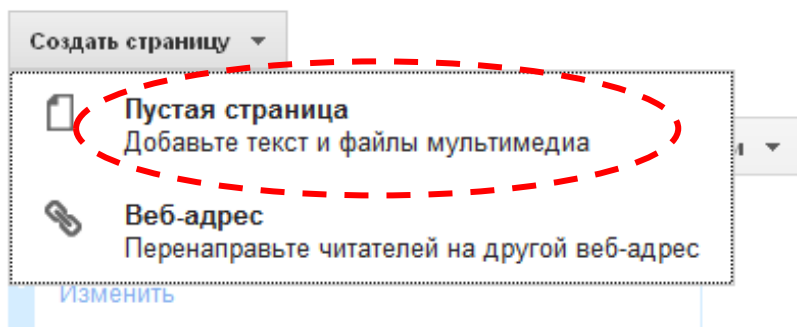 Создать страницу
Пустая страница
Добавьте текст и файлы мультимедиа
Веб-адрес
Перенаправьте читателей на другой веб-адрес
Изменить